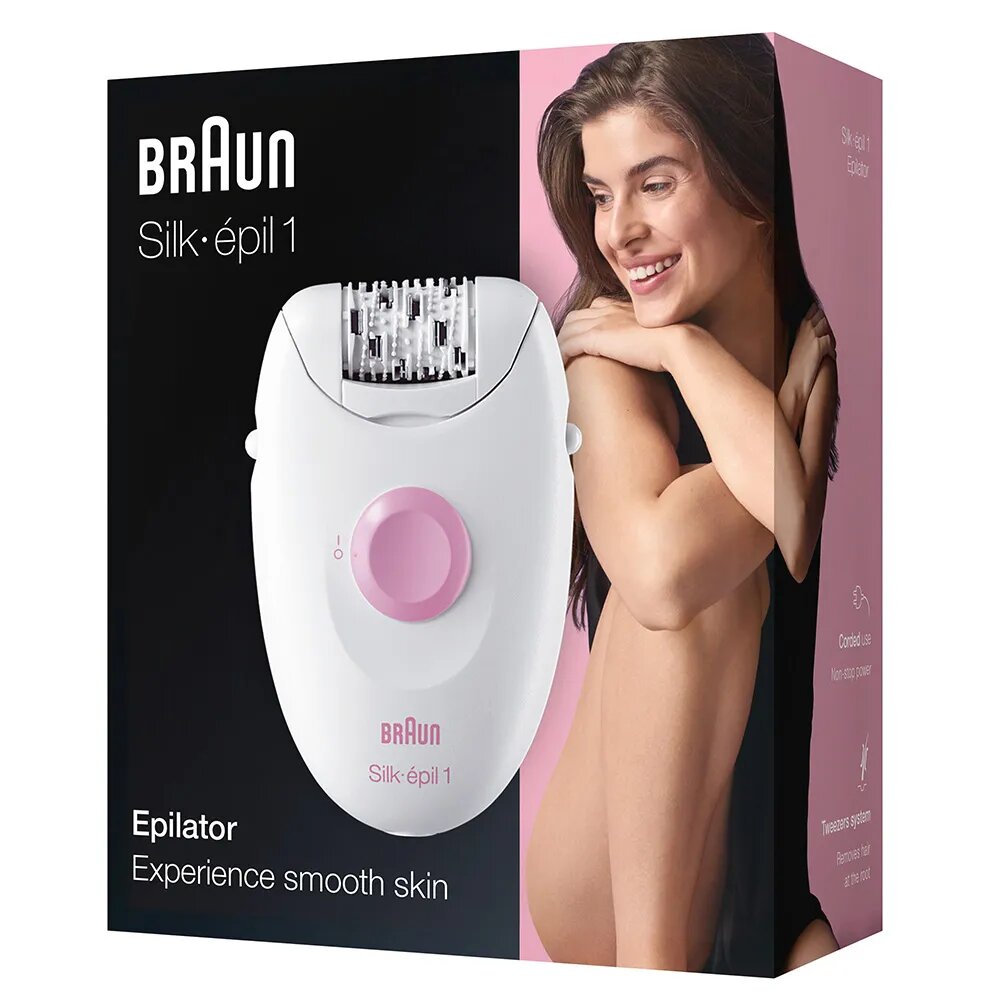 BRAUN
Silk·épil 1
BRAUN
Silk·épil 1
Epilator
Experience smooth skin
Silk·épil 1
Epilator
Corded use
Non-stop power
Tweezers system
Removes hair
at the root